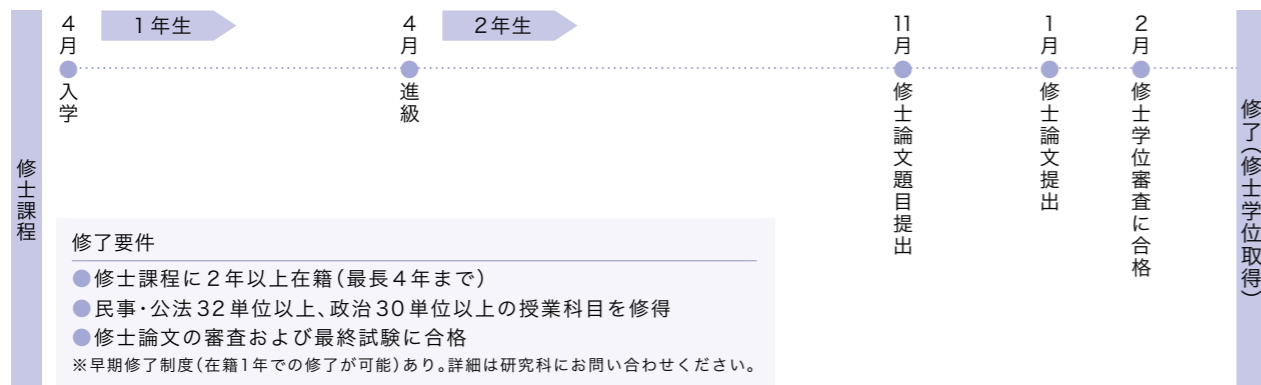 修士課程
4月
入学
1年生
4月
進級
2年生
11月
修士論文題目提出
1月
修士論文提出
2月
修士学位審査に合格
修了(修士学位取得)
修了要件
●修士課程に2年以上在籍(最長4年まで)
●民事・公法32単位以上、政治30単位以上の授業科目を修得
●修士論文の審査および最終試験に合格
※早期修了制度(在籍1年での修了が可能)あり。詳細は研究科にお問い合わせください。